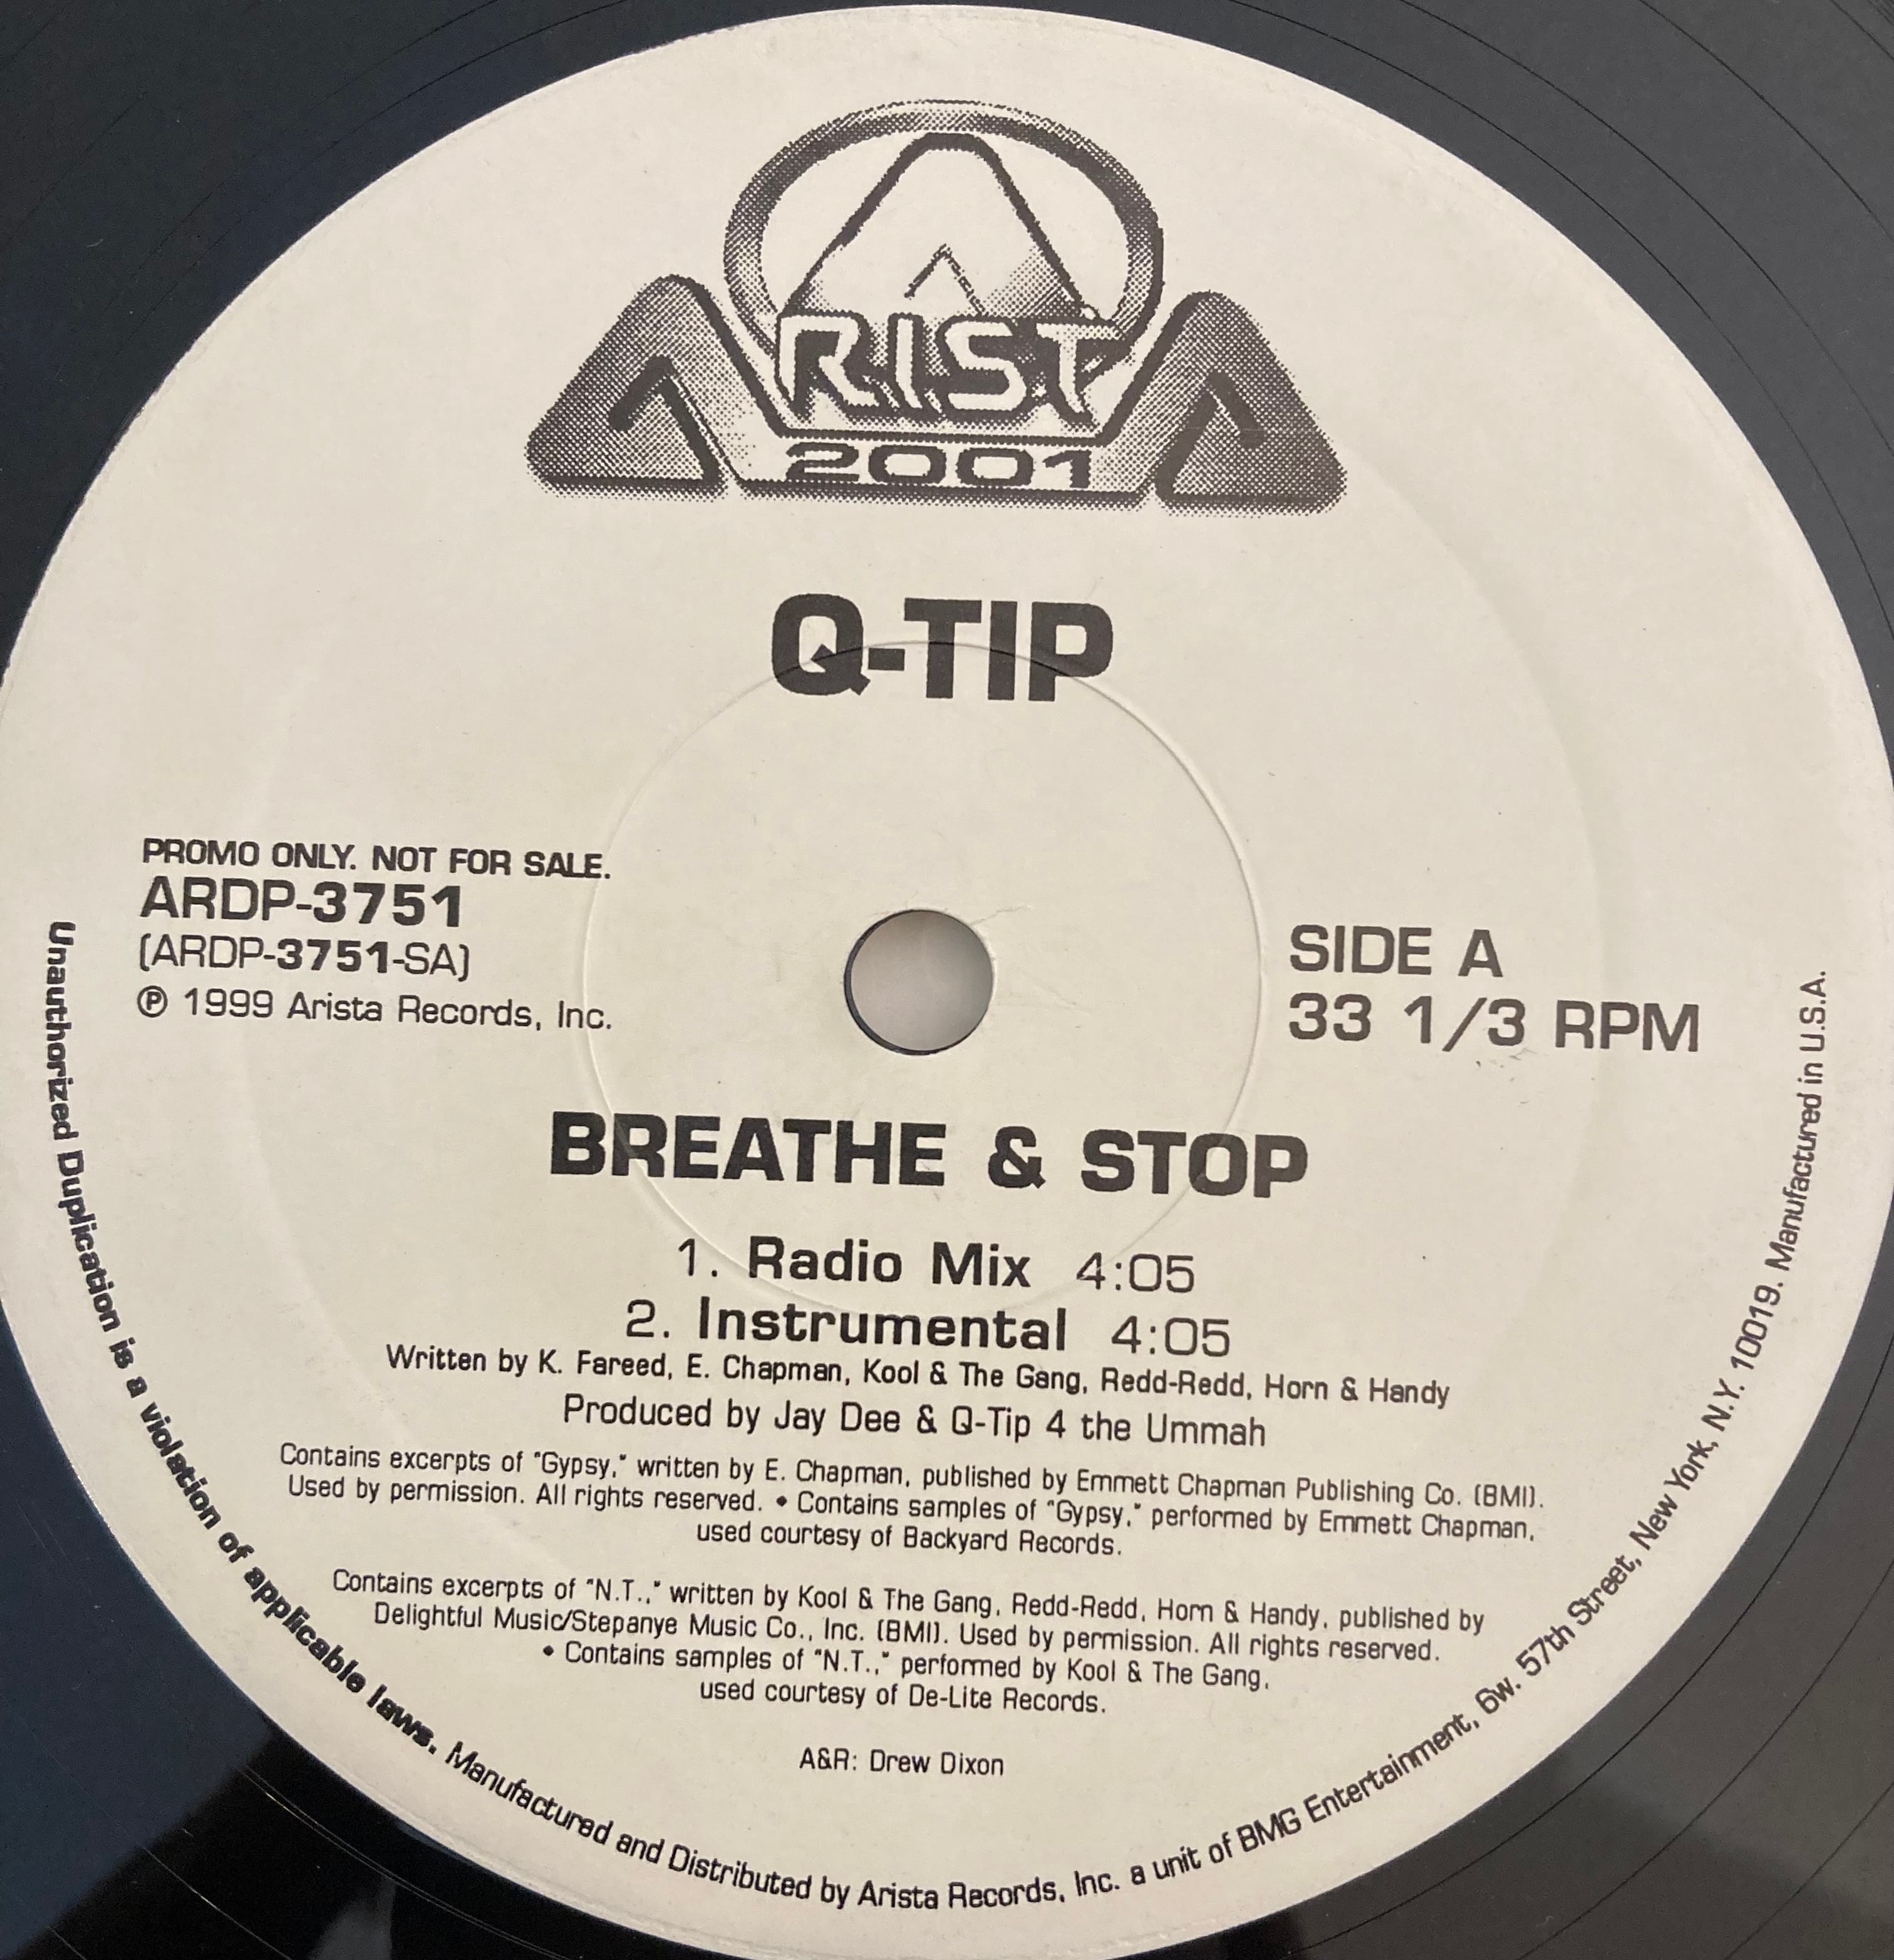 ARISTA
2001
Q-TIP
PROMO ONLY. NOT FOR SALE.
ARDP-3751
(ARDP-3751-SA)
℗ 1999 Arista Records, Inc.
SIDE A
33 1/3 RPM
BREATHE & STOP
1. Radio Mix 4:05
2. Instrumental 4:05
Written by K. Fareed, E. Chapman, Kool & The Gang, Redd-Redd, Horn & Handy
Produced by Jay Dee & Q-Tip 4 the Ummah
Contains excerpts of "Gypsy," written by E. Chapman, published by Emmett Chapman Publishing Co. (BMI).
Used by permission. All rights reserved. • Contains samples of "Gypsy," performed by Emmett Chapman,
used courtesy of Backyard Records.
Contains excerpts of "N.T.," written by Kool & The Gang, Redd-Redd, Horn & Handy, published by
Delightful Music/Stepanye Music Co., Inc. (BMI). Used by permission. All rights reserved.
• Contains samples of "N.T.," performed by Kool & The Gang,
used courtesy of De-Lite Records.
A&R: Drew Dixon
Unauthorized Duplication is a violation of applicable laws. Manufactured and Distributed by Arista Records, Inc. a unit of BMG Entertainment, 6w. 57th Street, New York, N.Y. 10019. Manufactured in U.S.A.